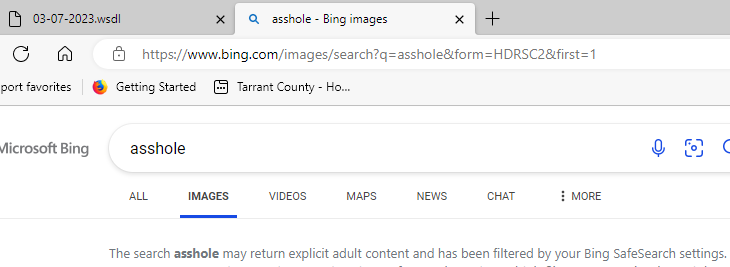 03-07-2023.wsdl
asshole - Bing images
https://www.bing.com/images/search?q=asshole&form=HDRSC2&first=1
port favorites Getting Started Tarrant County - Ho...
Microsoft Bing asshole
ALL IMAGES VIDEOS MAPS NEWS CHAT MORE
The search asshole may return explicit adult content and has been filtered by your Bing SafeSearch settings.